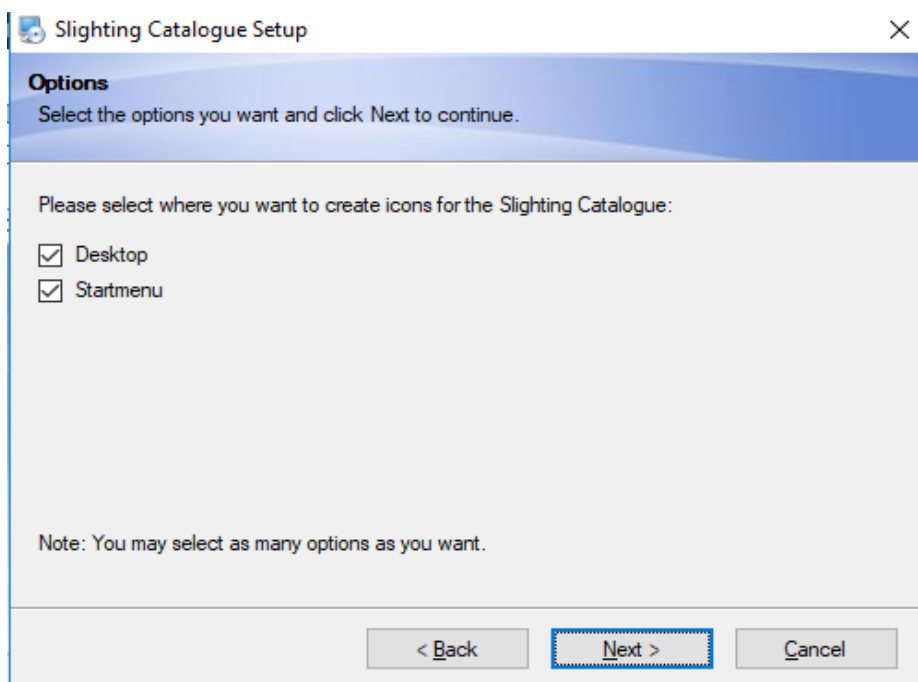 Slighting Catalogue Setup
Options
Select the options you want and click Next to continue.
Please select where you want to create icons for the Slighting Catalogue:
Desktop
Startmenu
Note: You may select as many options as you want.
< Back
Next >
Cancel